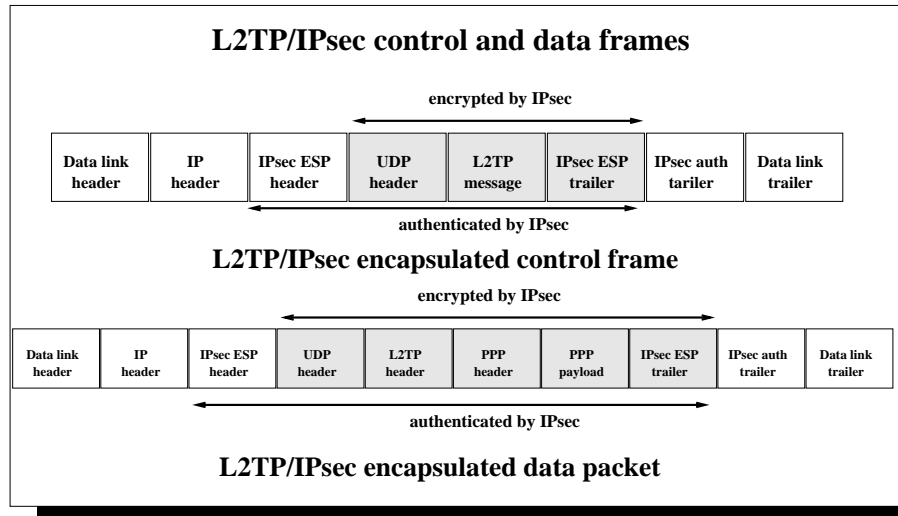 L2TP/IPsec control and data frames
encrypted by IPsec
Data link header
IP header
IPsec ESP header
UDP header
L2TP message
IPsec ESP trailer
IPsec auth tariler
Data link trailer
authenticated by IPsec
L2TP/IPsec encapsulated control frame
encrypted by IPsec
Data link header
IP header
IPsec ESP header
UDP header
L2TP header
PPP header
PPP payload
IPsec ESP trailer
IPsec auth trailer
Data link trailer
authenticated by IPsec
L2TP/IPsec encapsulated data packet